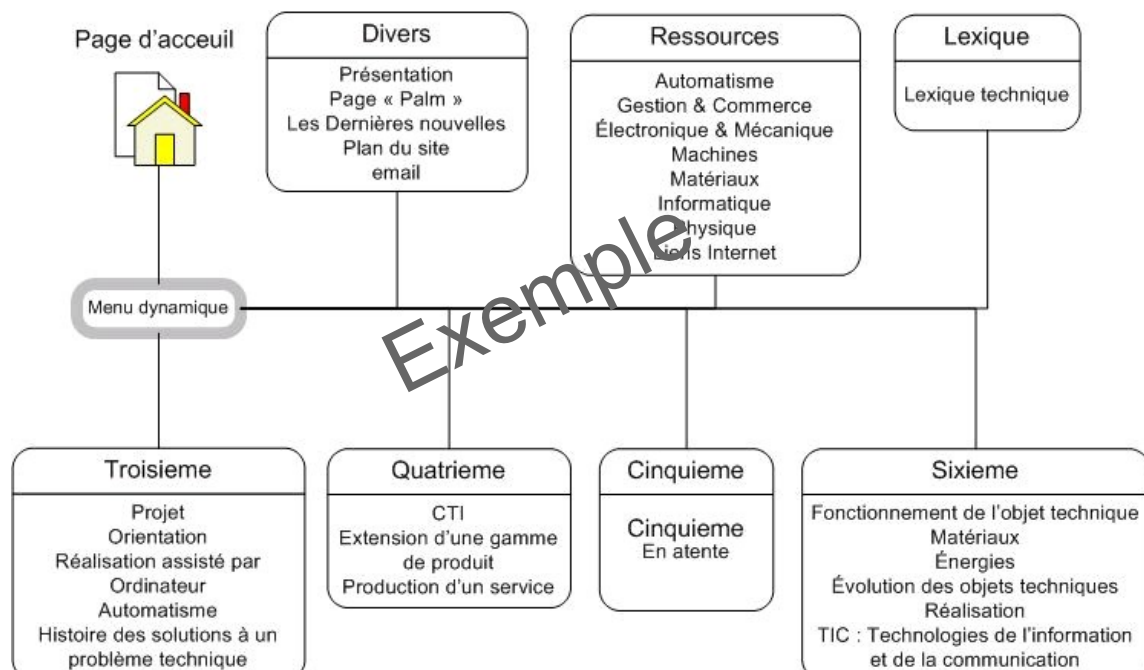 Page d'acceuil
Divers
Présentation
Page « Palm »
Les Dernières nouvelles
Plan du site
email
Ressources
Automatisme
Gestion & Commerce
Électronique & Mécanique
Machines
Matériaux
Informatique
Physique
Liens Internet
Lexique
Lexique technique
Menu dynamique
Exemple
Troisieme
Projet
Orientation
Réalisation assisté par
Ordinateur
Automatisme
Histoire des solutions à un
problème technique
Quatrieme
CTI
Extension d'une gamme
de produit
Production d'un service
Cinquieme
Cinquieme
En atente
Sixieme
Fonctionnement de l'objet technique
Matériaux
Énergies
Évolution des objets techniques
Réalisation
TIC : Technologies de l'information
et de la communication